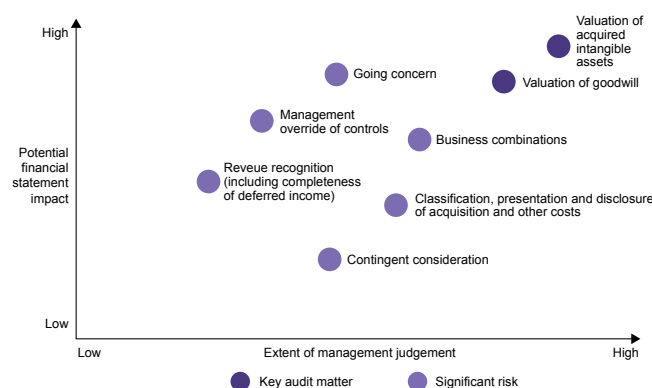 High
Valuation of
acquired
intangible
assets
Going concern
Valuation of goodwill
Management
override of controls
Business combinations
Potential
financial
statement
impact
Reveue recognition
(including completeness
of deferred income)
Classification, presentation and disclosure
of acquisition and other costs
Contingent consideration
Low
Low
Extent of management judgement
High
Key audit matter
Significant risk